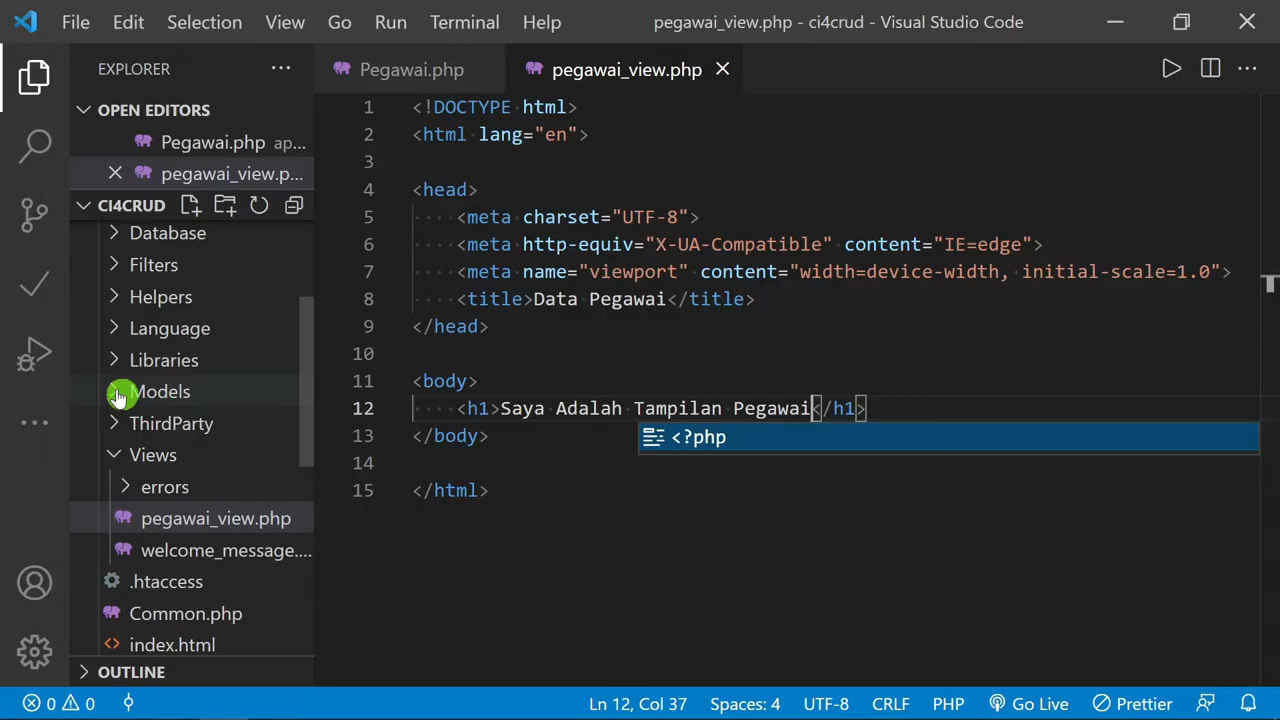 File Edit Selection View Go Run Terminal Help pegawai_view.php - ci4crud - Visual Studio Code
EXPLORER
OPEN EDITORS
Pegawai.php ap...
pegawai_view.p...
CI4CRUD
Database
Filters
Helpers
Language
Libraries
Models
ThirdParty
Views
errors
pegawai_view.php
welcome_message....
.htaccess
Common.php
index.html
OUTLINE
Pegawai.php pegawai_view.php
1 <!DOCTYPE html>
2 <html lang="en">
3
4 <head>
5 <meta charset="UTF-8">
6 <meta http-equiv="X-UA-Compatible" content="IE=edge">
7 <meta name="viewport" content="width=device-width, initial-scale=1.0">
8 <title>Data Pegawai</title>
9 </head>
10
11 <body>
12 <h1>Saya Adalah Tampilan Pegawai</h1>
<?php
13 </body>
14
15 </html>
0 0 Ln 12, Col 37 Spaces: 4 UTF-8 CRLF PHP Go Live Prettier